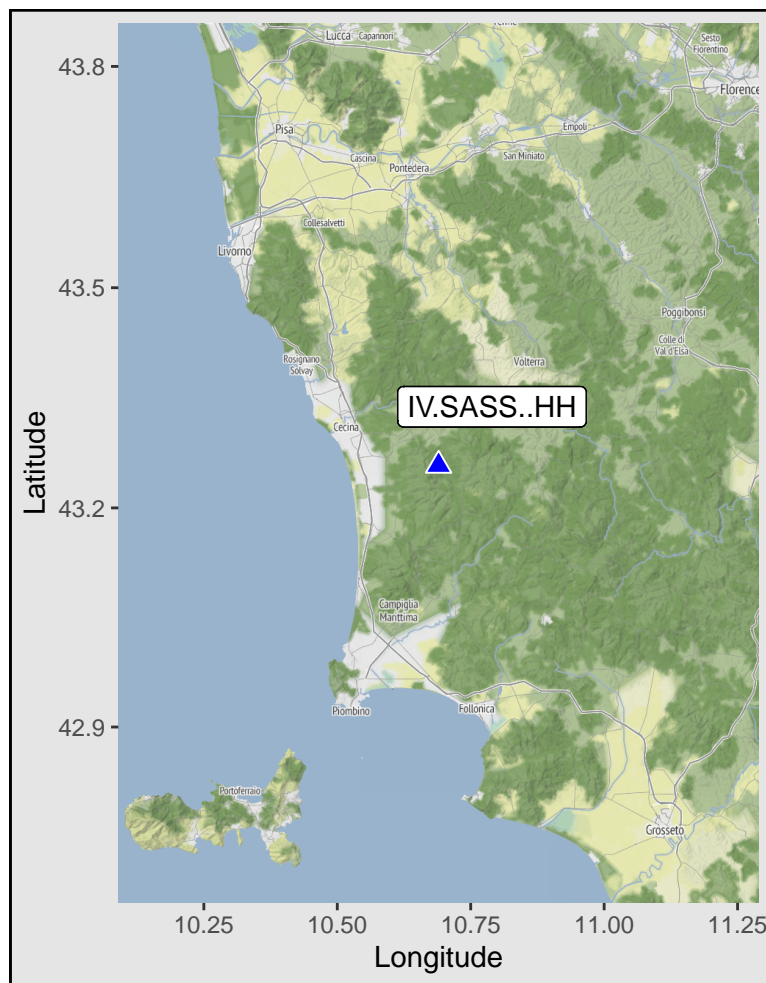 Lucca
Capannori
Sesto
Fiorentino
Florence
Pisa
Cascina
Pontedera
San Miniato
Empoli
Collesalvetti
Livorno
Poggibonsi
Colle di
Val d'Elsa
Rosignano
Solvay
Volterra
IV.SASS..HH
Cecina
Campiglia
Marittima
Piombino
Follonica
Portoferraio
Grosseto
43.8
43.5
43.2
42.9
Latitude
10.25
10.50
10.75
11.00
11.25
Longitude